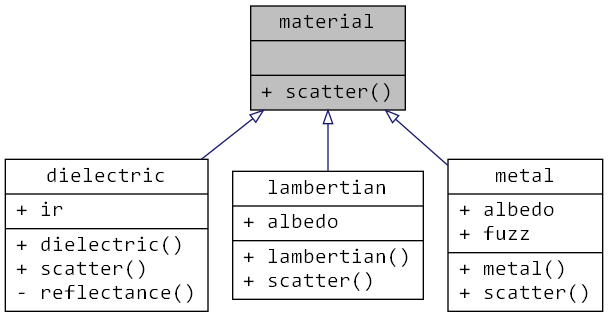 material
+ scatter()
dielectric
+ ir
+ dielectric()
+ scatter()
- reflectance()
lambertian
+ albedo
+ lambertian()
+ scatter()
metal
+ albedo
+ fuzz
+ metal()
+ scatter()